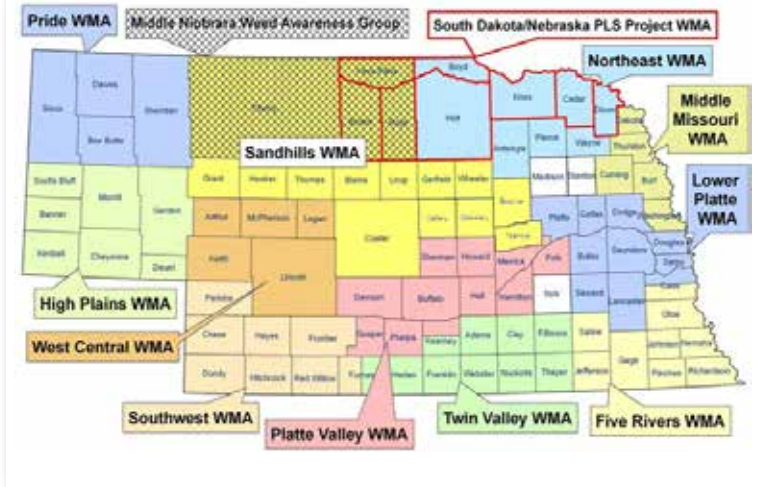 Pride WMA
Middle Niobrara Weed Awareness Group
South Dakota/Nebraska PLS Project WMA
Northeast WMA
Middle
Missouri
WMA
Lower
Platte
WMA
Sandhills WMA
High Plains WMA
West Central WMA
Southwest WMA
Platte Valley WMA
Twin Valley WMA
Five Rivers WMA
Sioux
Dawes
Sheridan
Box Butte
Cherry
Boyd
Holt
Knox
Cedar
Dixon
Dakota
Thurston
Antelope
Pierce
Wayne
Madison
Stanton
Cuming
Burt
Scotts Bluff
Banner
Kimball
Morrill
Cheyenne
Garden
Deuel
Grant
Hooker
Thomas
Blaine
Loup
Garfield
Wheeler
Arthur
McPherson
Logan
Custer
Keith
Lincoln
Perkins
Chase
Hayes
Frontier
Dundy
Hitchcock
Red Willow
Furnas
Sherman
Howard
Merrick
Polk
Dawson
Buffalo
Hall
Hamilton
York
Gosper
Phelps
Kearney
Adams
Clay
Fillmore
Saline
Harlan
Franklin
Webster
Nuckolls
Thayer
Jefferson
Platte
Colfax
Dodge
Washington
Butler
Saunders
Douglas
Sarpy
Seward
Lancaster
Cass
Otoe
Gage
Johnson
Nemaha
Pawnee
Richardson